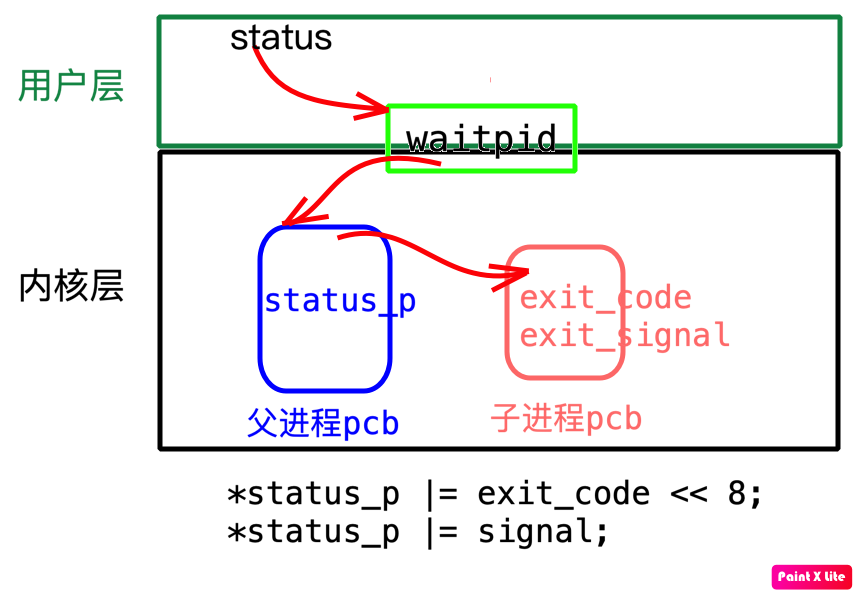 status
用户层
waitpid
内核层
status_p
exit_code
exit_signal
父进程pcb
子进程pcb
*status_p |= exit_code << 8;
*status_p |= signal;
Paint X Lite